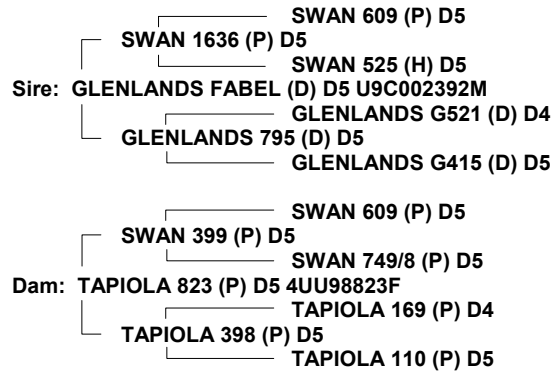 SWAN 609 (P) D5
SWAN 1636 (P) D5
SWAN 525 (H) D5
Sire: GLENLANDS FABEL (D) D5 U9C002392M
GLENLANDS G521 (D) D4
GLENLANDS 795 (D) D5
GLENLANDS G415 (D) D5
SWAN 609 (P) D5
SWAN 399 (P) D5
SWAN 749/8 (P) D5
Dam: TAPIOLA 823 (P) D5 4UU98823F
TAPIOLA 169 (P) D4
TAPIOLA 398 (P) D5
TAPIOLA 110 (P) D5